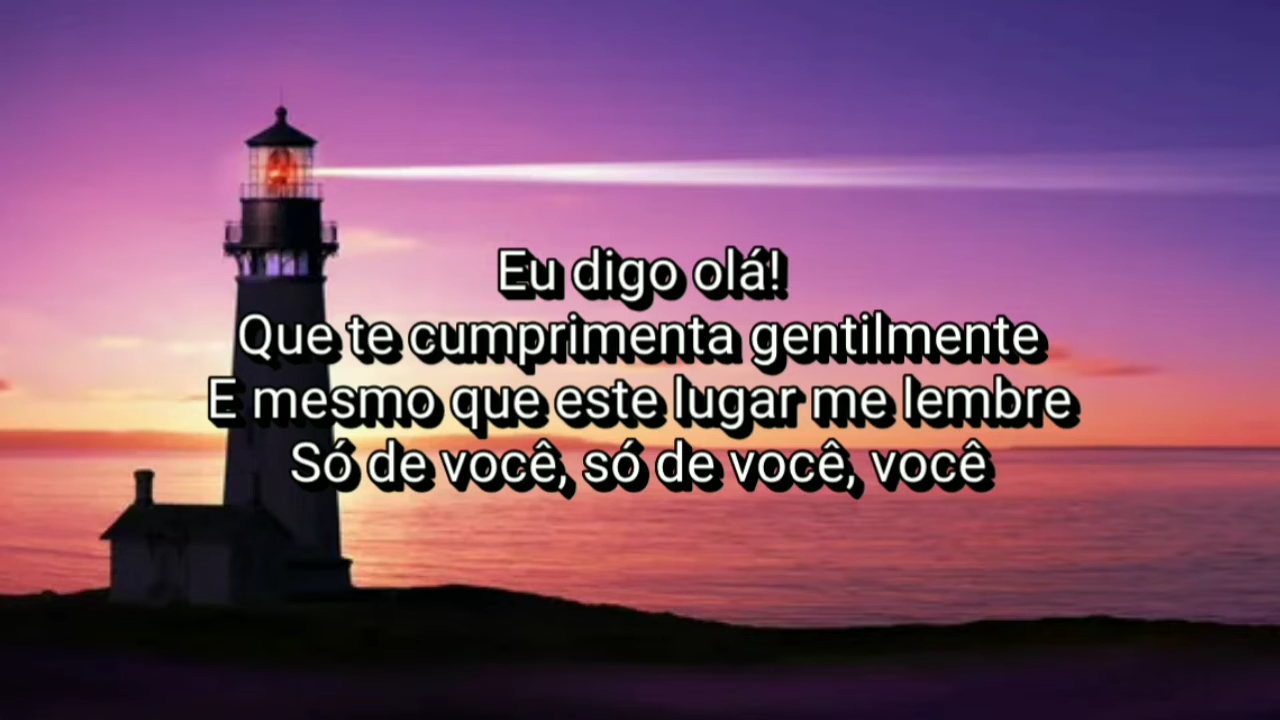 Eu digo olá!
Que te cumprimenta gentilmente
E mesmo que este lugar me lembre
Só de você, só de você, você